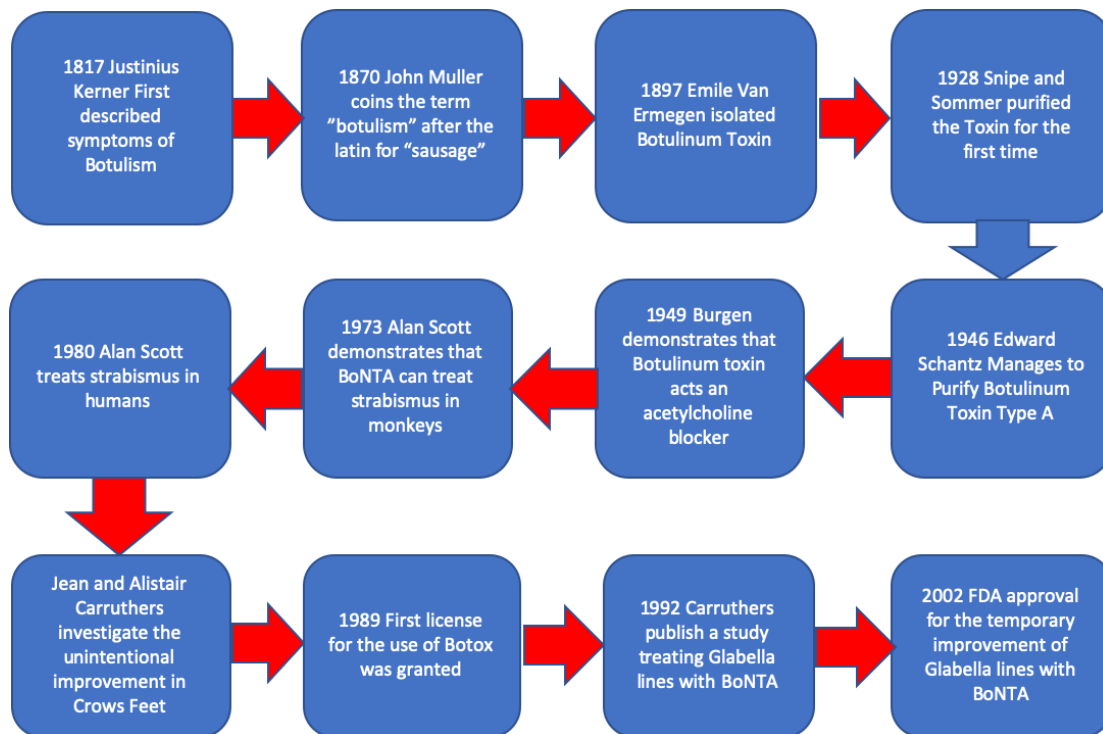 1817 Justinius
Kerner First
described
symptoms of
Botulism
1870 John Muller
coins the term
”botulism” after the
latin for “sausage”
1897 Emile Van
Ermegen isolated
Botulinum Toxin
1928 Snipe and
Sommer purified
the Toxin for the
first time
1946 Edward
Schantz Manages to
Purify Botulinum
Toxin Type A
1949 Burgen
demonstrates that
Botulinum toxin
acts an
acetylcholine
blocker
1973 Alan Scott
demonstrates that
BoNTA can treat
strabismus in
monkeys
1980 Alan Scott
treats strabismus in
humans
Jean and Alistair
Carruthers
investigate the
unintentional
improvement in
Crows Feet
1989 First license
for the use of Botox
was granted
1992 Carruthers
publish a study
treating Glabella
lines with BoNTA
2002 FDA approval
for the temporary
improvement of
Glabella lines with
BoNTA